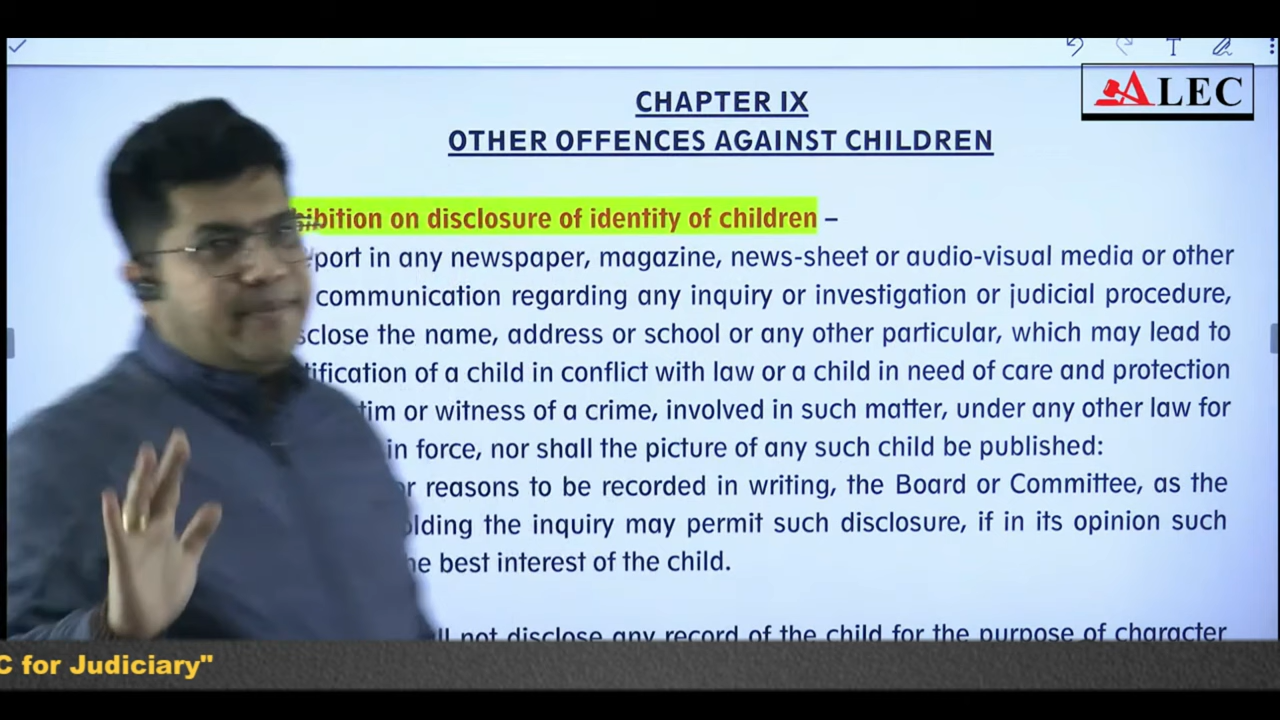 ALEC
CHAPTER IX
OTHER OFFENCES AGAINST CHILDREN
bition on disclosure of identity of children –
port in any newspaper, magazine, news-sheet or audio-visual media or other
communication regarding any inquiry or investigation or judicial procedure,
sclose the name, address or school or any other particular, which may lead to
tification of a child in conflict with law or a child in need of care and protection
tim or witness of a crime, involved in such matter, under any other law for
in force, nor shall the picture of any such child be published:
r reasons to be recorded in writing, the Board or Committee, as the
olding the inquiry may permit such disclosure, if in its opinion such
he best interest of the child.
ll not disclose any record of the child for the purpose of character
C for Judiciary"